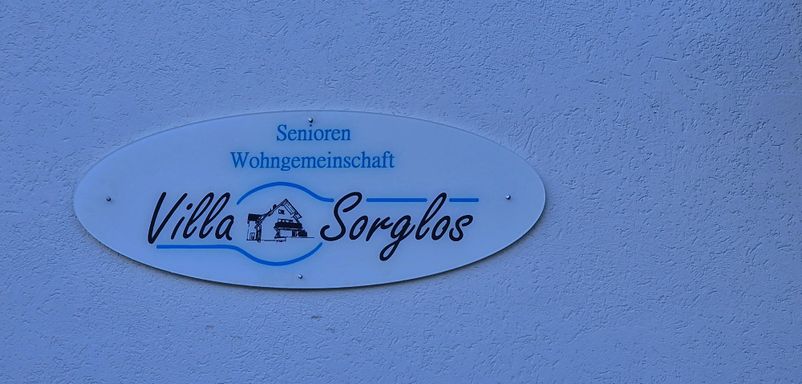 Senioren
Wohngemeinschaft
Villa Sorglos